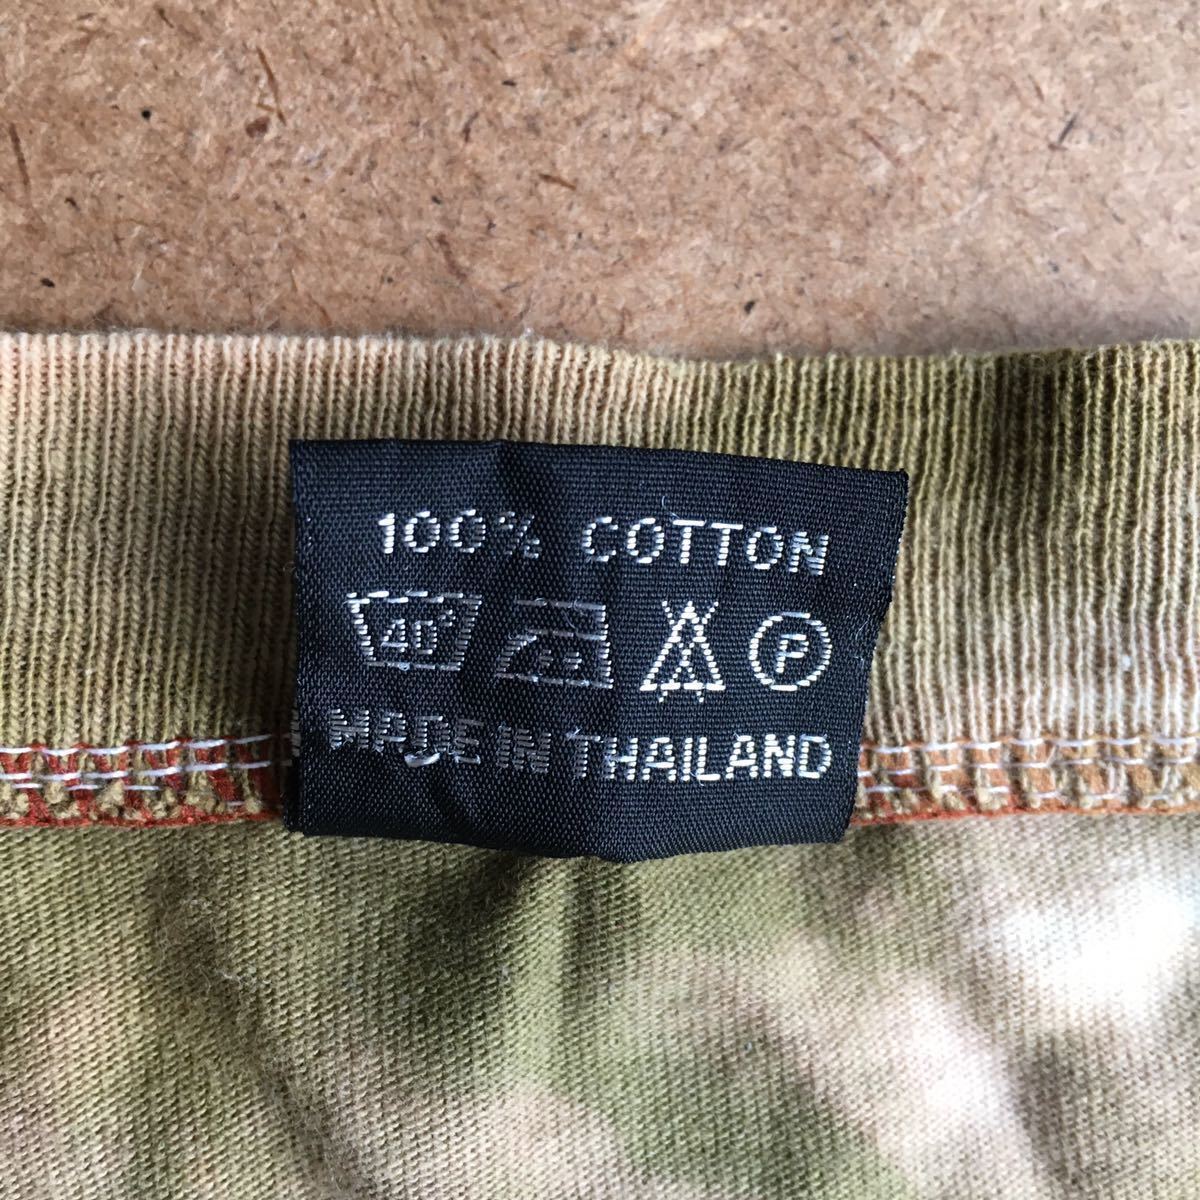 100% COTTON
40° P
MADE IN THAILAND